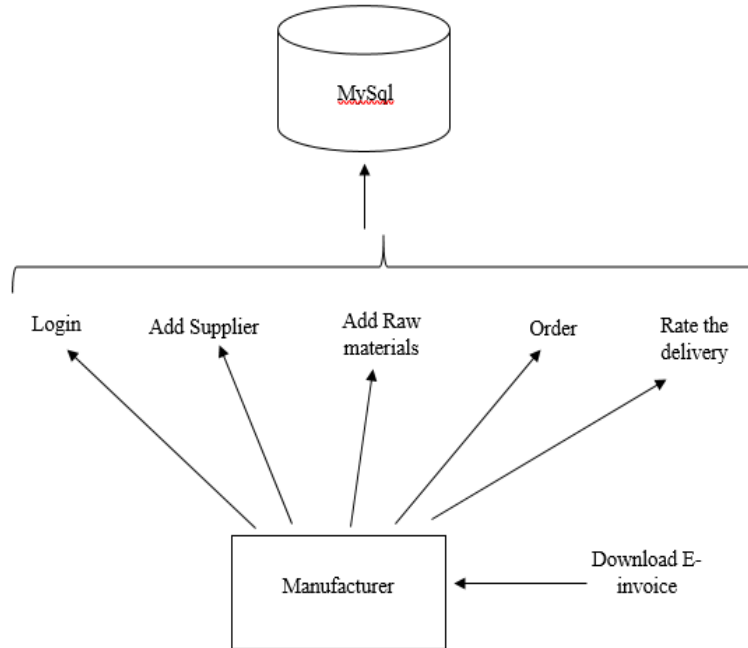 MySql
Login
Add Supplier
Add Raw
materials
Order
Rate the
delivery
Manufacturer
Download E-
invoice